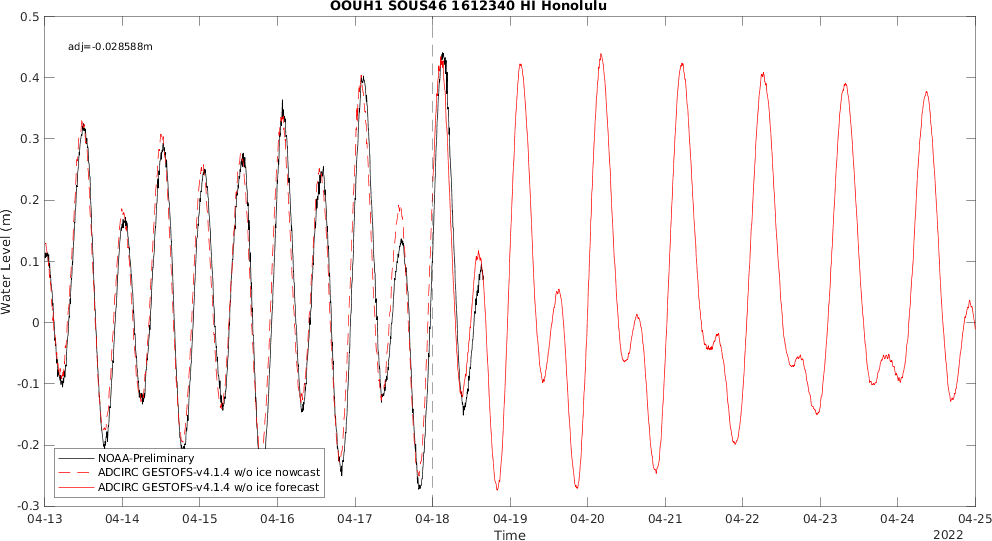 OOUH1 SOUS46 1612340 HI Honolulu
adj=-0.028588m
0.5
0.4
0.3
0.2
0.1
0
-0.1
-0.2
-0.3
Water Level (m)
NOAA-Preliminary
ADCIRC GESTOFS-v4.1.4 w/o ice nowcast
ADCIRC GESTOFS-v4.1.4 w/o ice forecast
04-13 04-14 04-15 04-16 04-17 04-18 04-19 04-20 04-21 04-22 04-23 04-24 04-25
Time
2022